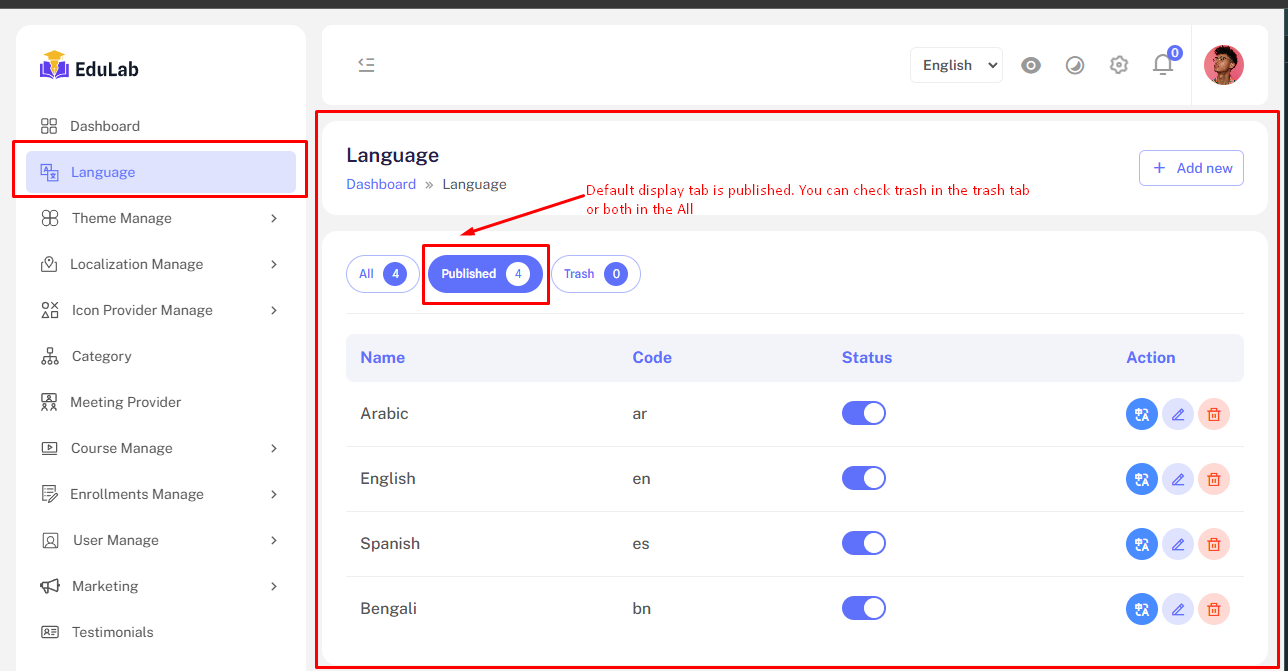 EduLab
Dashboard
Language
Theme Manage
Localization Manage
Icon Provider Manage
Category
Meeting Provider
Course Manage
Enrollments Manage
User Manage
Marketing
Testimonials
English
0
Language
Dashboard » Language
+ Add new
Default display tab is published. You can check trash in the trash tab
or both in the All
All 4 Published 4 Trash 0
Name Code Status Action
Arabic ar
English en
Spanish es
Bengali bn